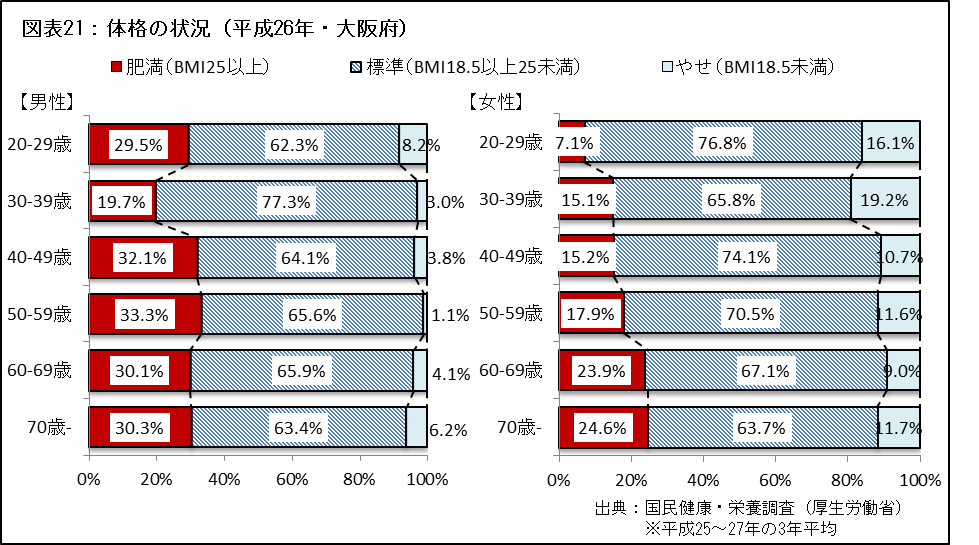 図表21：体格の状況（平成26年・大阪府）
肥満（BMI25以上） 標準（BMI18.5以上25未満） やせ（BMI18.5未満）
【男性】
20-29歳 29.5% 62.3% 8.2%
30-39歳 19.7% 77.3% 3.0%
40-49歳 32.1% 64.1% 3.8%
50-59歳 33.3% 65.6% 1.1%
60-69歳 30.1% 65.9% 4.1%
70歳- 30.3% 63.4% 6.2%
0% 20% 40% 60% 80% 100%
【女性】
20-29歳 7.1% 76.8% 16.1%
30-39歳 15.1% 65.8% 19.2%
40-49歳 15.2% 74.1% 10.7%
50-59歳 17.9% 70.5% 11.6%
60-69歳 23.9% 67.1% 9.0%
70歳- 24.6% 63.7% 11.7%
0% 20% 40% 60% 80% 100%
出典：国民健康・栄養調査（厚生労働省）
※平成25～27年の3年平均